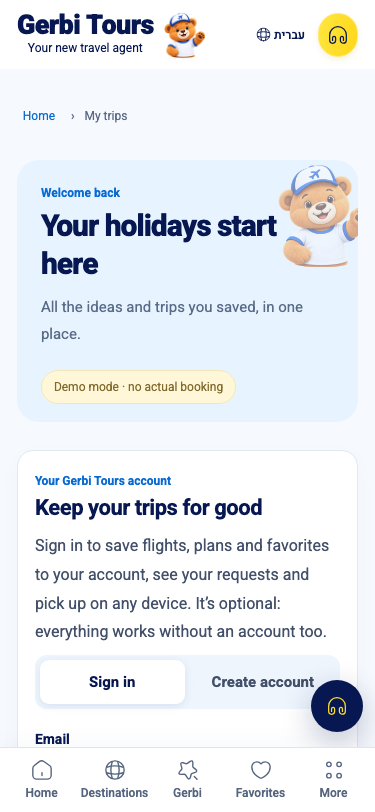 Gerbi Tours
Your new travel agent
עברית
Home › My trips
Welcome back
Your holidays start
here
All the ideas and trips you saved, in one
place.
Demo mode · no actual booking
Your Gerbi Tours account
Keep your trips for good
Sign in to save flights, plans and favorites
to your account, see your requests and
pick up on any device. It’s optional:
everything works without an account too.
Sign in Create account
Email
Home Destinations Gerbi Favorites More